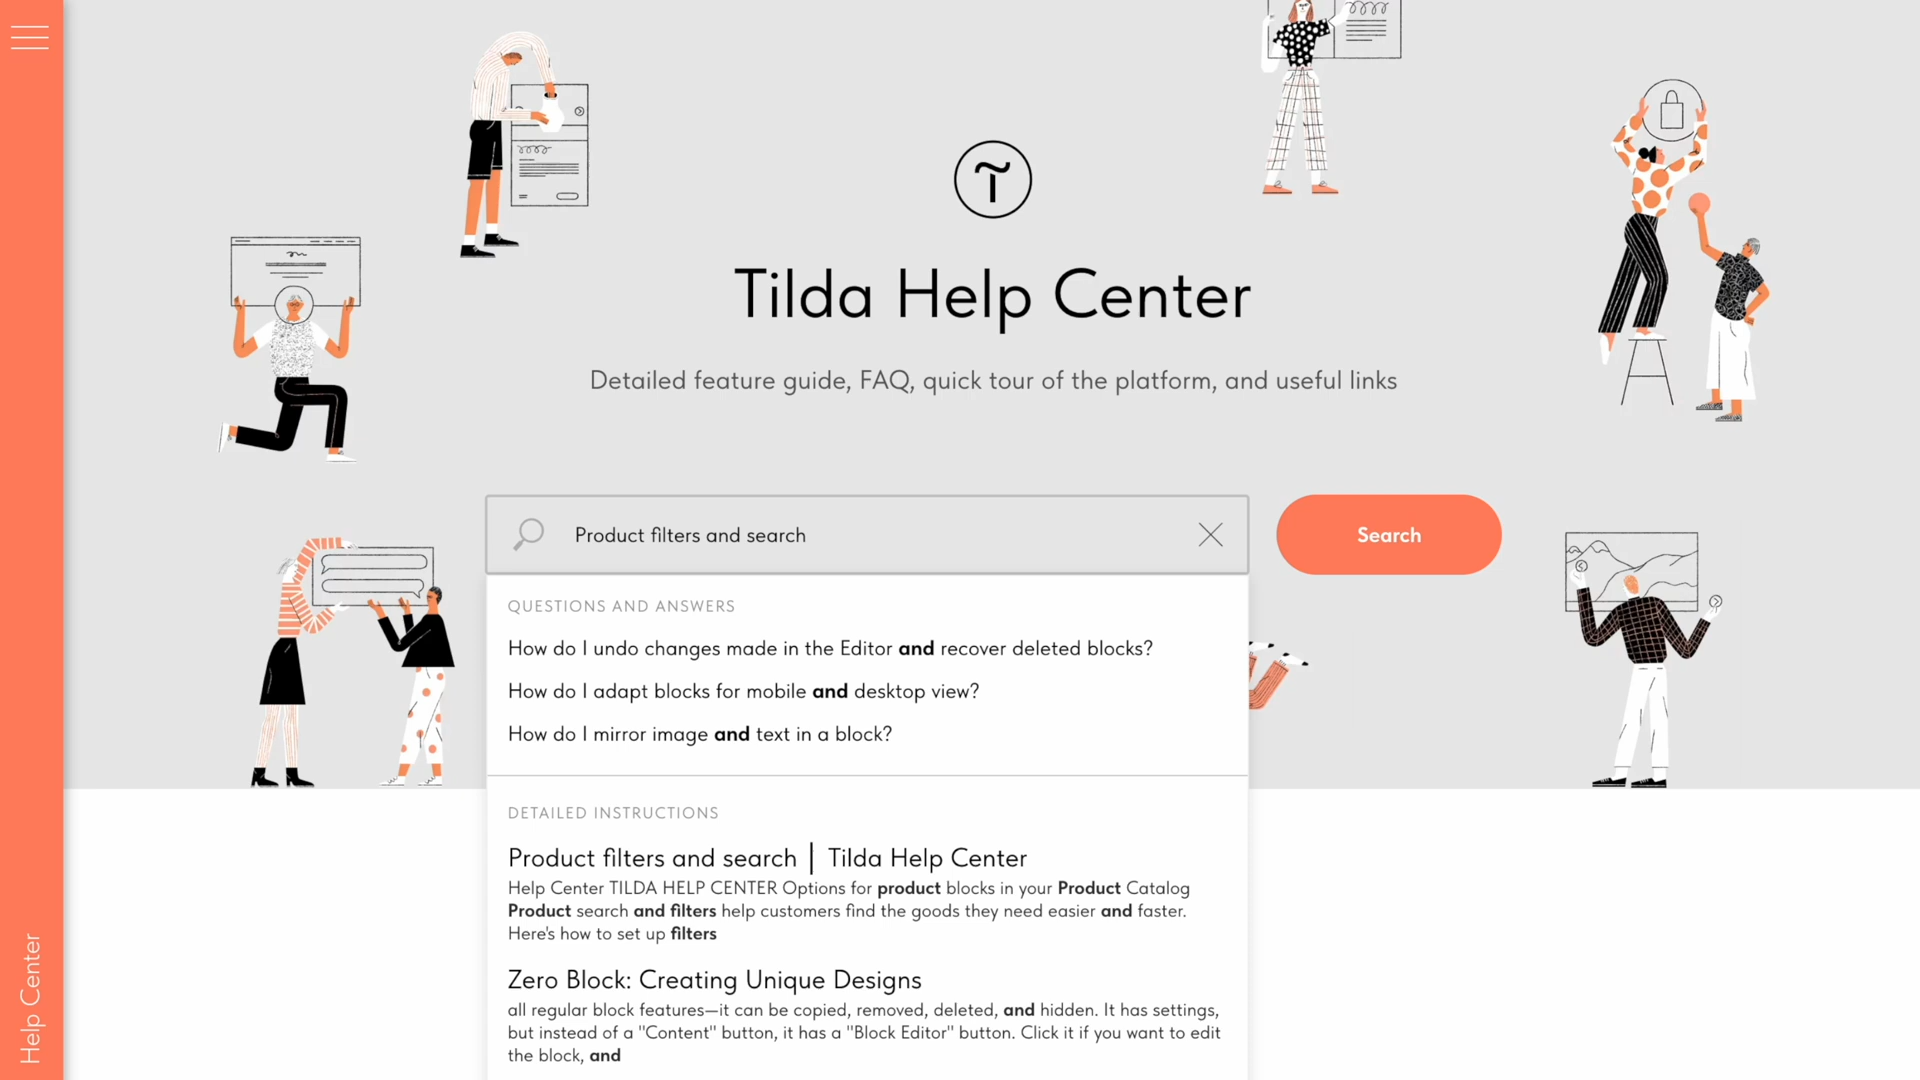 Tilda Help Center
Detailed feature guide, FAQ, quick tour of the platform, and useful links
Product filters and search
Search
QUESTIONS AND ANSWERS
How do I undo changes made in the Editor and recover deleted blocks?
How do I adapt blocks for mobile and desktop view?
How do I mirror image and text in a block?
DETAILED INSTRUCTIONS
Product filters and search | Tilda Help Center
Help Center TILDA HELP CENTER Options for product blocks in your Product Catalog
Product search and filters help customers find the goods they need easier and faster.
Here's how to set up filters
Zero Block: Creating Unique Designs
all regular block features—it can be copied, removed, deleted, and hidden. It has settings,
but instead of a "Content" button, it has a "Block Editor" button. Click it if you want to edit
the block, and
Help Center